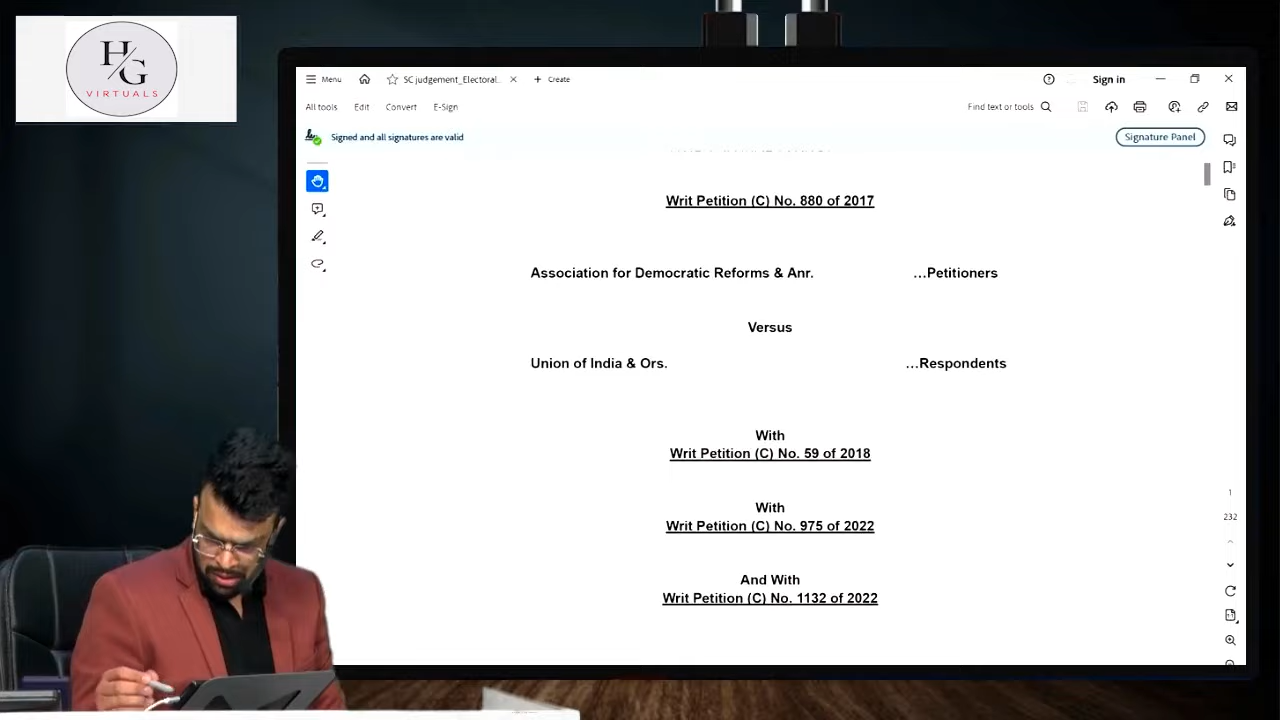 HG
VIRTUALS
Menu
SC judgement_Electoral..
Create
Sign in
All tools
Edit
Convert
E-Sign
Find text or tools
Signed and all signatures are valid
Signature Panel
Writ Petition (C) No. 880 of 2017
Association for Democratic Reforms & Anr. ...Petitioners
Versus
Union of India & Ors. ...Respondents
With
Writ Petition (C) No. 59 of 2018
With
Writ Petition (C) No. 975 of 2022
And With
Writ Petition (C) No. 1132 of 2022
1
232